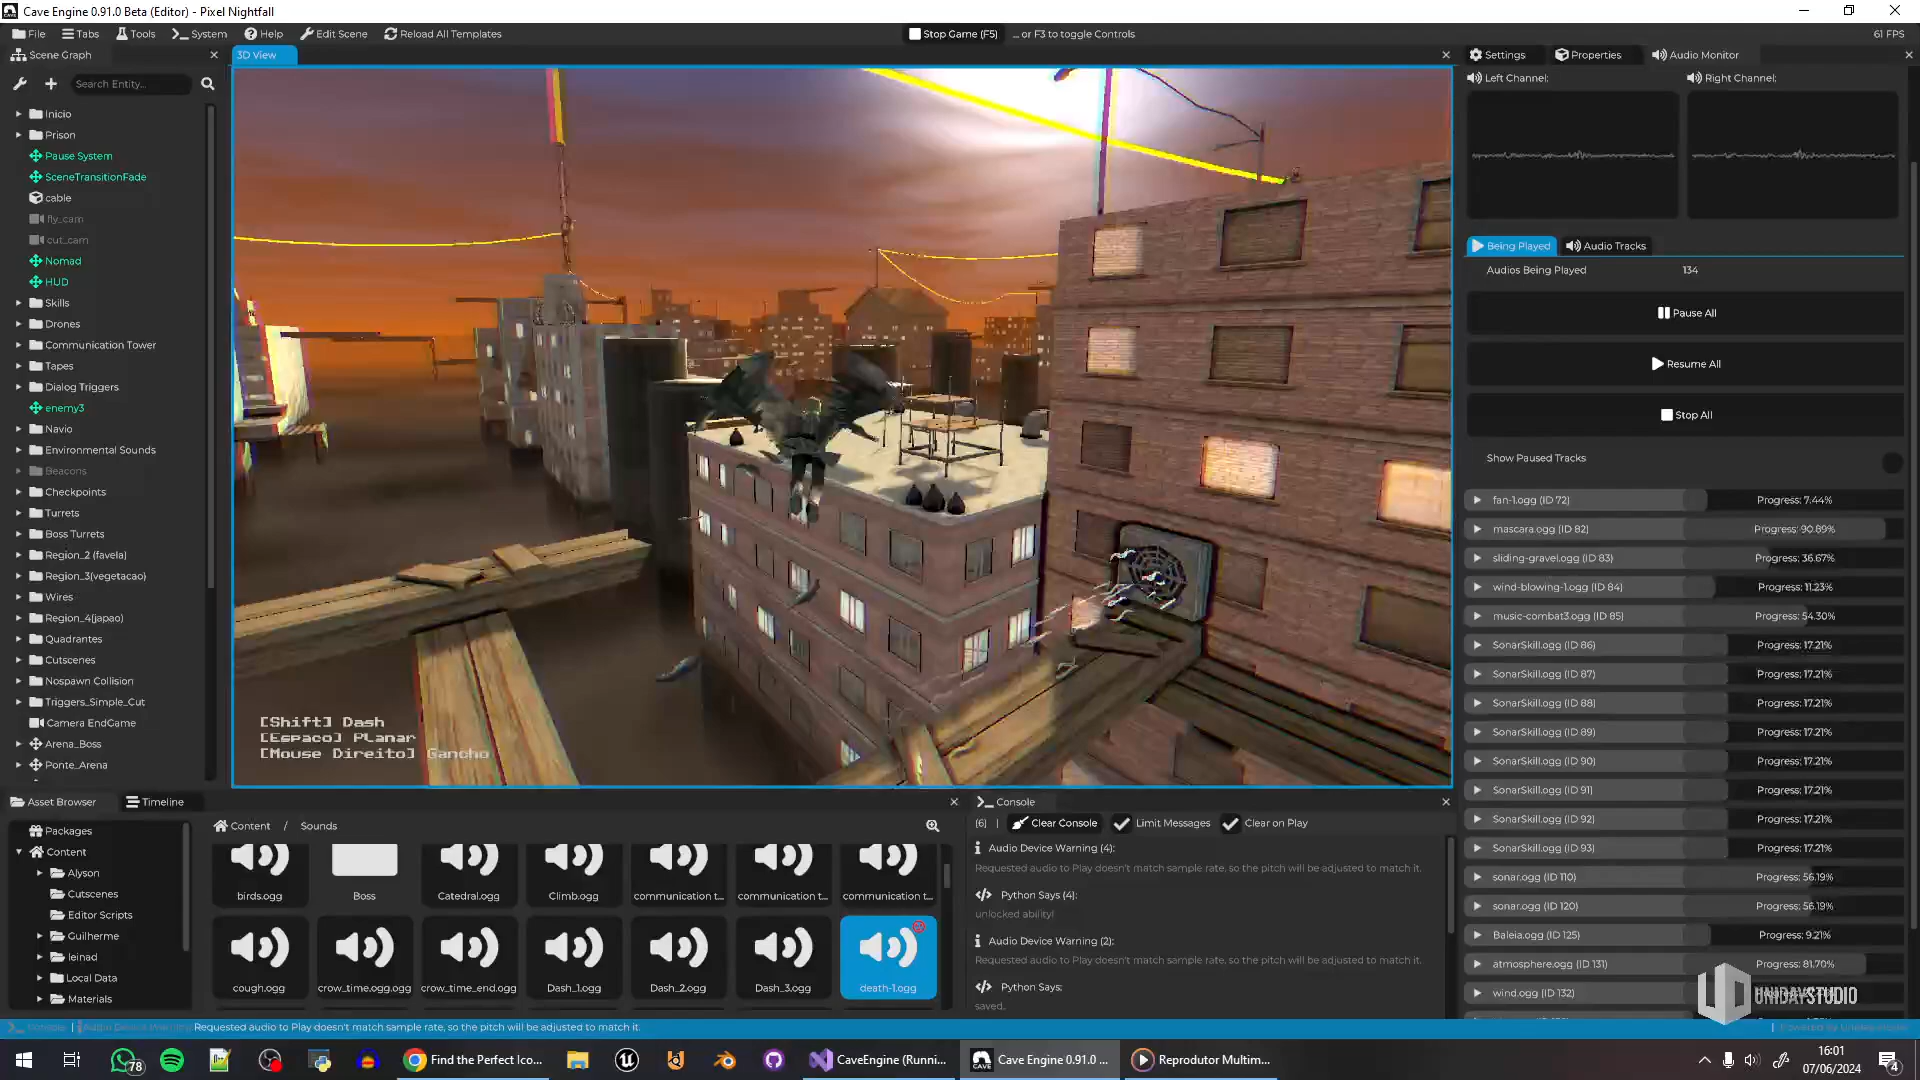 Cave Engine 0.91.0 Beta (Editor) - Pixel Nightfall
File Tabs Tools System Help Edit Scene Reload All Templates
Stop Game (F5) ... or F3 to toggle Controls
61 FPS
Scene Graph
Search Entity...
Inicio
Prison
Pause System
SceneTransitionFade
cable
fly_cam
cut_cam
Nomad
HUD
Skills
Drones
Communication Tower
Tapes
Dialog Triggers
enemy3
Navio
Environmental Sounds
Beacons
Checkpoints
Turrets
Boss Turrets
Region_2 (favela)
Region_3(vegetacao)
Wires
Region_4(japao)
Quadrantes
Cutscenes
Nospawn Collision
Triggers_Simple_Cut
Camera EndGame
Arena_Boss
Ponte_Arena
3D View
[Shift] Dash
[Espaco] Planar
[Mouse Direito] Gancho
Settings Properties Audio Monitor
Left Channel: Right Channel:
Being Played Audio Tracks
Audios Being Played 134
Pause All
Resume All
Stop All
Show Paused Tracks
fan-1.ogg (ID 72) Progress: 7.44%
mascara.ogg (ID 82) Progress: 90.89%
sliding-gravel.ogg (ID 83) Progress: 36.67%
wind-blowing-1.ogg (ID 84) Progress: 11.23%
music-combat3.ogg (ID 85) Progress: 54.30%
SonarSkill.ogg (ID 86) Progress: 17.21%
SonarSkill.ogg (ID 87) Progress: 17.21%
SonarSkill.ogg (ID 88) Progress: 17.21%
SonarSkill.ogg (ID 89) Progress: 17.21%
SonarSkill.ogg (ID 90) Progress: 17.21%
SonarSkill.ogg (ID 91) Progress: 17.21%
SonarSkill.ogg (ID 92) Progress: 17.21%
SonarSkill.ogg (ID 93) Progress: 17.21%
sonar.ogg (ID 110) Progress: 56.19%
sonar.ogg (ID 120) Progress: 56.19%
Baleia.ogg (ID 125) Progress: 9.21%
atmosphere.ogg (ID 131) Progress: 81.70%
wind.ogg (ID 132)
UNIDAYSTUDIO
Asset Browser Timeline
Packages
Content
Alyson
Cutscenes
Editor Scripts
Guilherme
leinad
Local Data
Materials
Content / Sounds
birds.ogg Boss Catedral.ogg Climb.ogg communication t... communication t... communication t...
cough.ogg crow_time.ogg.ogg crow_time_end.ogg Dash_1.ogg Dash_2.ogg Dash_3.ogg death-1.ogg
Console
(6) | Clear Console Limit Messages Clear on Play
Audio Device Warning (4):
Requested audio to Play doesn't match sample rate, so the pitch will be adjusted to match it.
Python Says (4):
unlocked ability!
Audio Device Warning (2):
Requested audio to Play doesn't match sample rate, so the pitch will be adjusted to match it.
Python Says:
saved..
Console | Audio Device Warning: Requested audio to Play doesn't match sample rate, so the pitch will be adjusted to match it.
78 Find the Perfect Ico... CaveEngine (Runni... CAVE Cave Engine 0.91.0 ... Reprodutor Multim...
16:01
07/06/2024
4